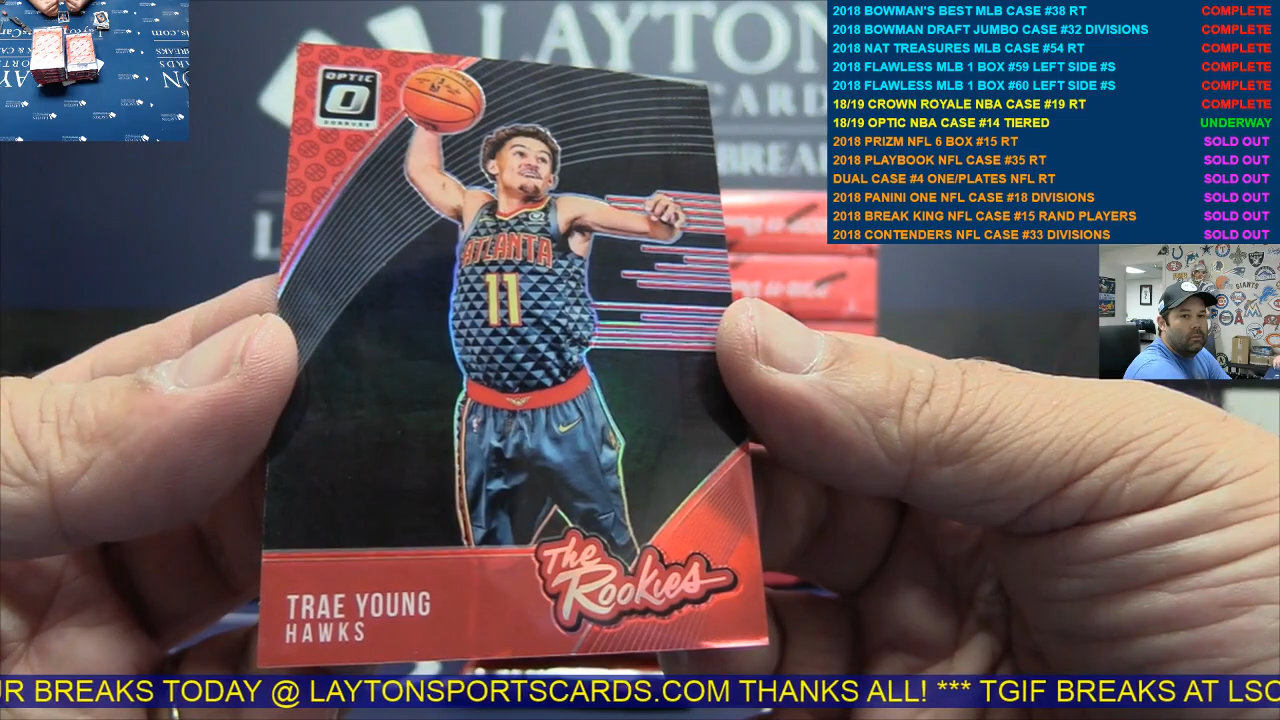 2018 BOWMAN'S BEST MLB CASE #38 RT COMPLETE
2018 BOWMAN DRAFT JUMBO CASE #32 DIVISIONS COMPLETE
2018 NAT TREASURES MLB CASE #54 RT COMPLETE
2018 FLAWLESS MLB 1 BOX #59 LEFT SIDE #S COMPLETE
2018 FLAWLESS MLB 1 BOX #60 LEFT SIDE #S COMPLETE
18/19 CROWN ROYALE NBA CASE #19 RT COMPLETE
18/19 OPTIC NBA CASE #14 TIERED UNDERWAY
2018 PRIZM NFL 6 BOX #15 RT SOLD OUT
2018 PLAYBOOK NFL CASE #35 RT SOLD OUT
DUAL CASE #4 ONE/PLATES NFL RT SOLD OUT
2018 PANINI ONE NFL CASE #18 DIVISIONS SOLD OUT
2018 BREAK KING NFL CASE #15 RAND PLAYERS SOLD OUT
2018 CONTENDERS NFL CASE #33 DIVISIONS SOLD OUT
LAYTON
CARDS
BREAK
OPTIC
DONRUSS
ATLANTA
11
The
Rookies
TRAE YOUNG
HAWKS
GIANTS
UR BREAKS TODAY @ LAYTONSPORTSCARDS.COM THANKS ALL! *** TGIF BREAKS AT LSC